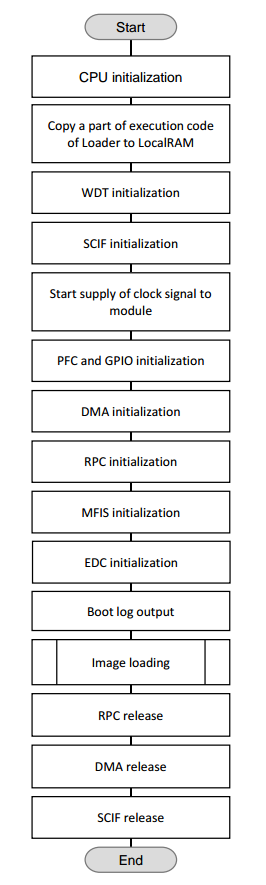 Start
CPU initialization
Copy a part of execution code
of Loader to LocalRAM
WDT initialization
SCIF initialization
Start supply of clock signal to
module
PFC and GPIO initialization
DMA initialization
RPC initialization
MFIS initialization
EDC initialization
Boot log output
Image loading
RPC release
DMA release
SCIF release
End